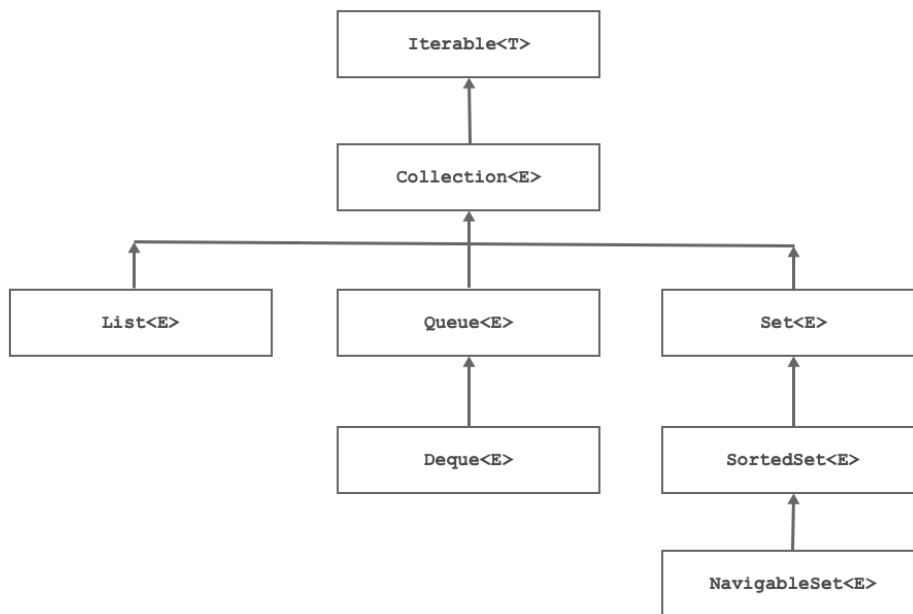 Iterable<T>
Collection<E>
List<E>
Queue<E>
Set<E>
Deque<E>
SortedSet<E>
NavigableSet<E>